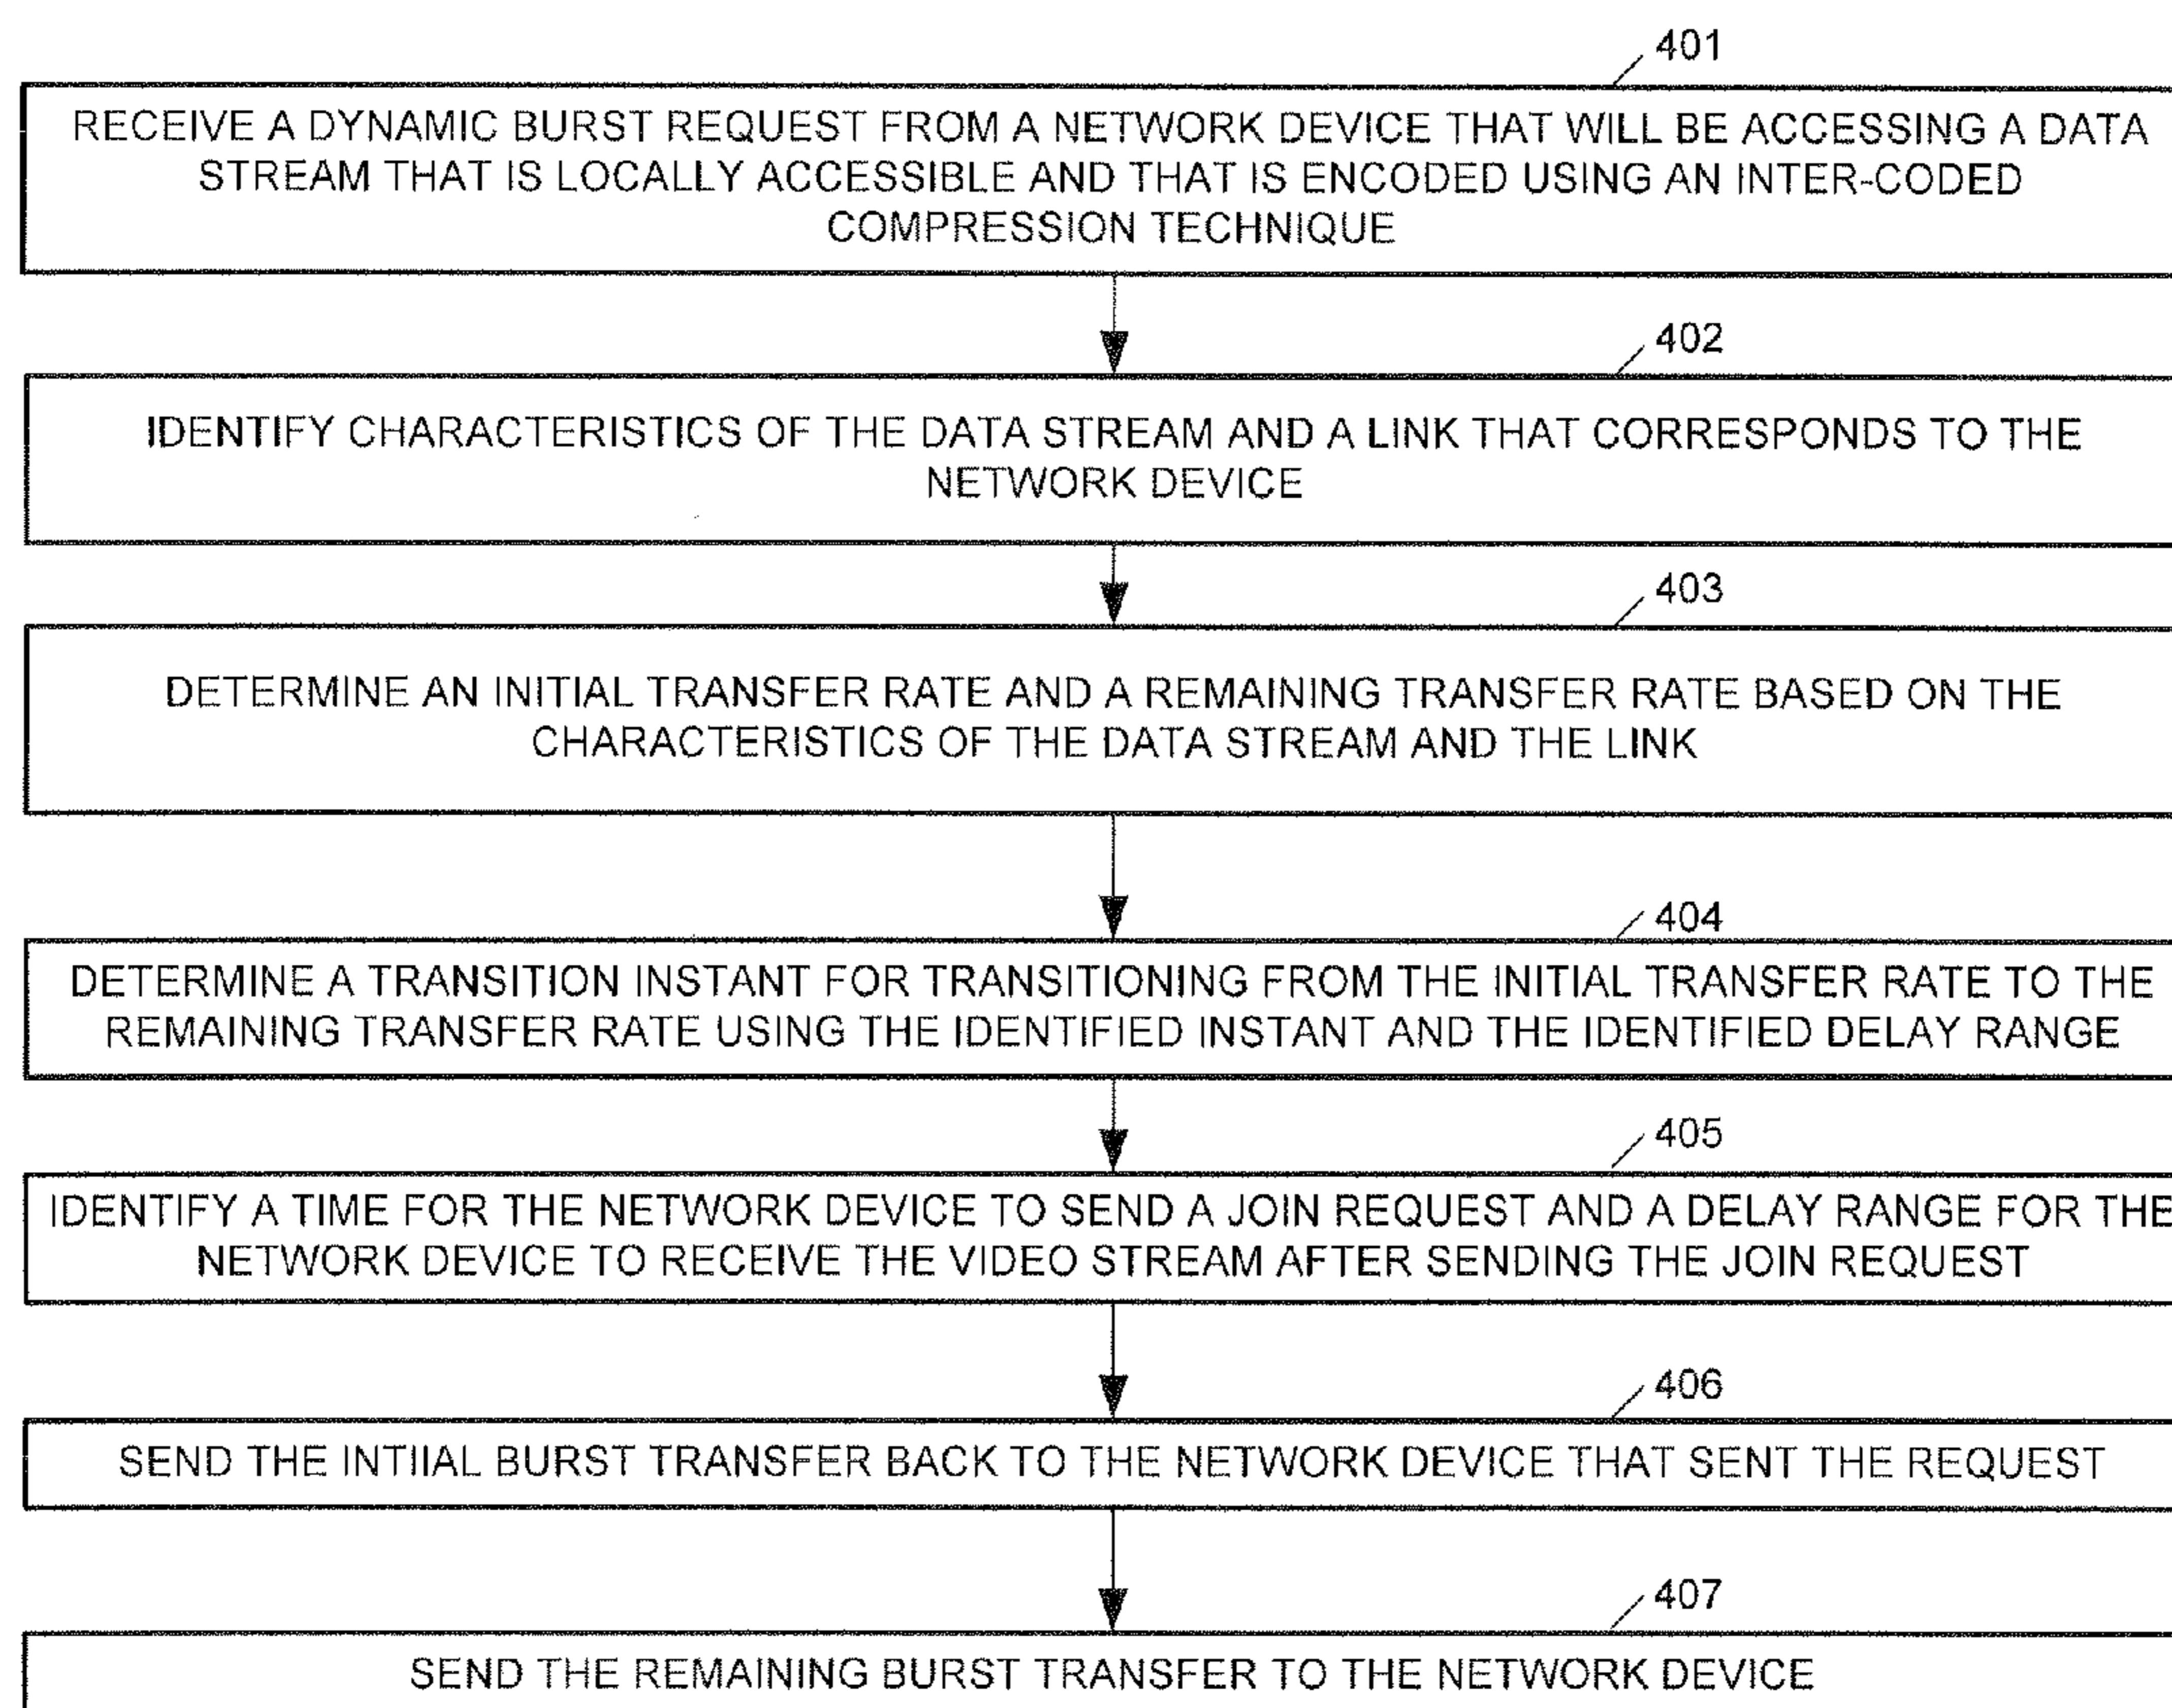 401
RECEIVE A DYNAMIC BURST REQUEST FROM A NETWORK DEVICE THAT WILL BE ACCESSING A DATA
STREAM THAT IS LOCALLY ACCESSIBLE AND THAT IS ENCODED USING AN INTER-CODED
COMPRESSION TECHNIQUE
402
IDENTIFY CHARACTERISTICS OF THE DATA STREAM AND A LINK THAT CORRESPONDS TO THE
NETWORK DEVICE
403
DETERMINE AN INITIAL TRANSFER RATE AND A REMAINING TRANSFER RATE BASED ON THE
CHARACTERISTICS OF THE DATA STREAM AND THE LINK
404
DETERMINE A TRANSITION INSTANT FOR TRANSITIONING FROM THE INITIAL TRANSFER RATE TO THE
REMAINING TRANSFER RATE USING THE IDENTIFIED INSTANT AND THE IDENTIFIED DELAY RANGE
405
IDENTIFY A TIME FOR THE NETWORK DEVICE TO SEND A JOIN REQUEST AND A DELAY RANGE FOR THE
NETWORK DEVICE TO RECEIVE THE VIDEO STREAM AFTER SENDING THE JOIN REQUEST
406
SEND THE INTIIAL BURST TRANSFER BACK TO THE NETWORK DEVICE THAT SENT THE REQUEST
407
SEND THE REMAINING BURST TRANSFER TO THE NETWORK DEVICE